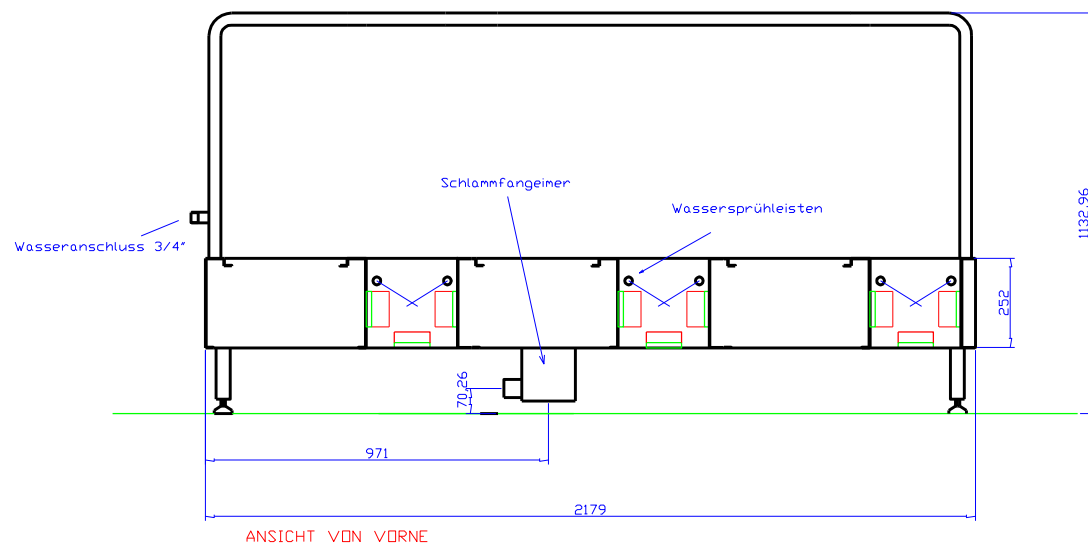 Schlammfangeimer
Wassersprühleisten
Wasseranschluss 3/4"
1132,96
252
70,26
971
2179
ANSICHT VON VORNE